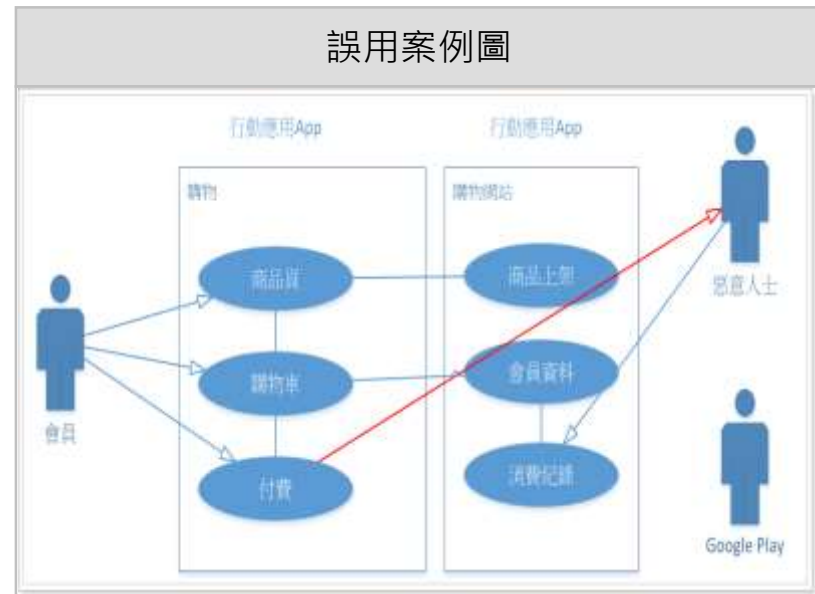 誤用案例圖
行動應用App
行動應用App
購物
購物網站
商品頁
商品上架
惡意人士
購物車
會員資料
會員
付費
消費紀錄
Google Play